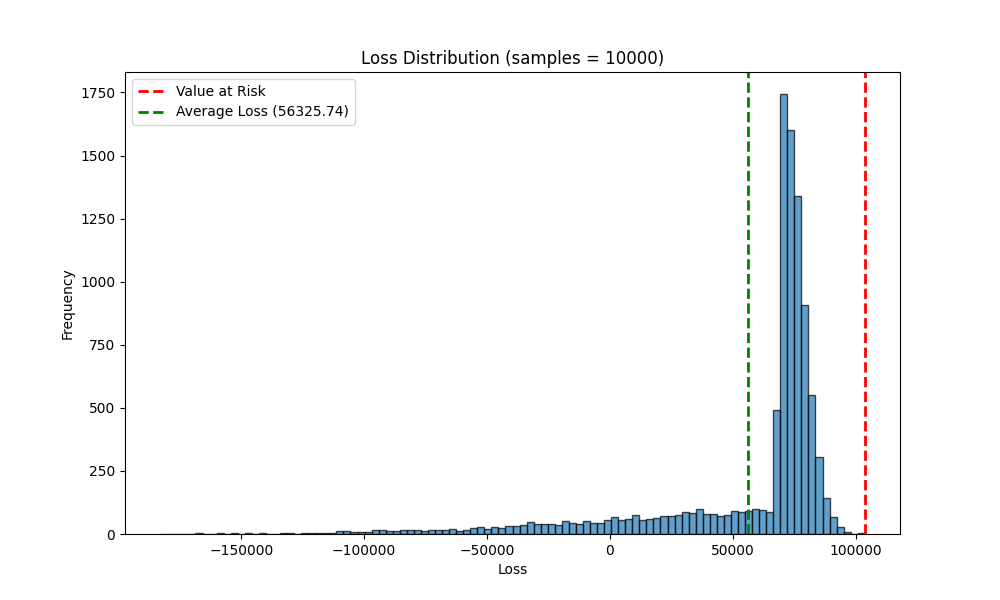 Loss Distribution (samples = 10000)
Value at Risk
Average Loss (56325.74)
1750
1500
1250
1000
750
500
250
0
Frequency
−150000
−100000
−50000
0
50000
100000
Loss